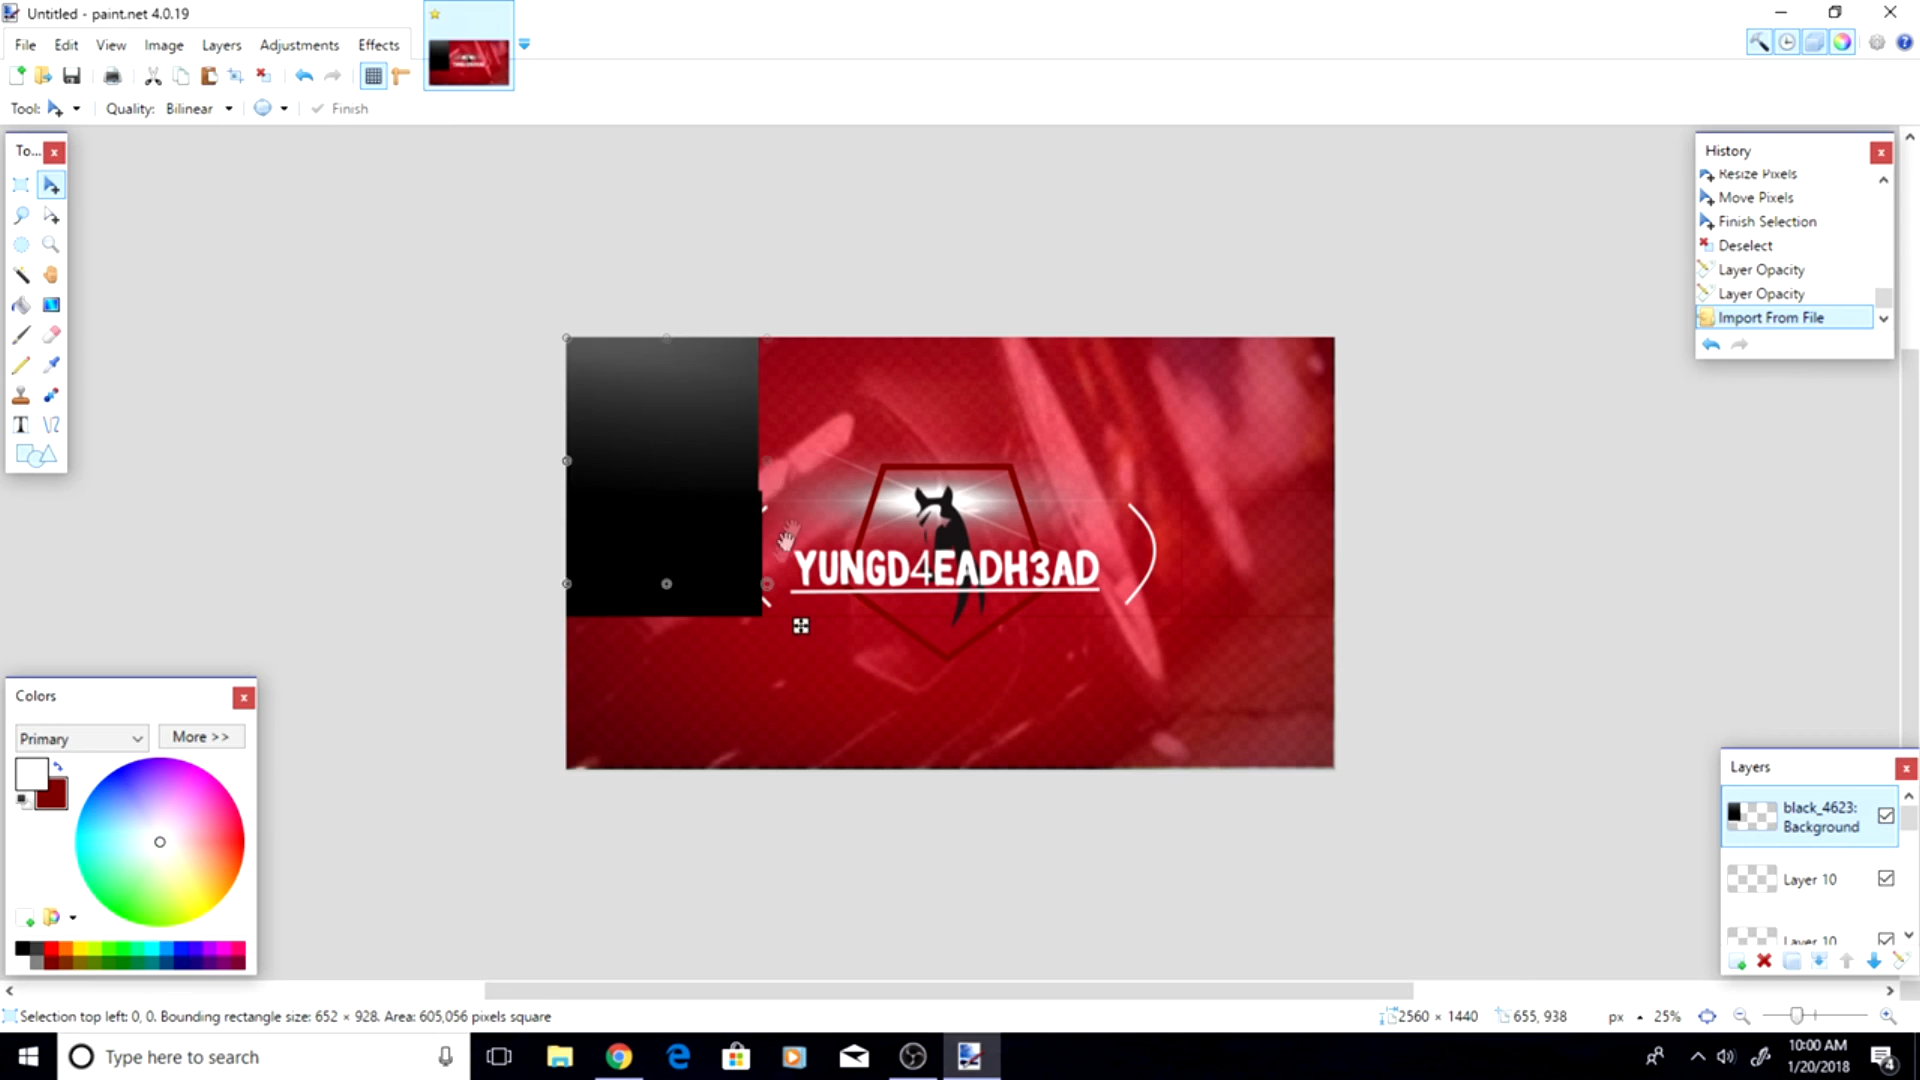 Untitled - paint.net 4.0.19
File Edit View Image Layers Adjustments Effects
Tool: Quality: Bilinear Finish
To...
History
Resize Pixels
Move Pixels
Finish Selection
Deselect
Layer Opacity
Layer Opacity
Import From File
YUNGD4EADH3AD
Colors
Primary More >>
Layers
black_4623:
Background
Layer 10
Layer 10
Selection top left: 0, 0. Bounding rectangle size: 652 × 928. Area: 605,056 pixels square
2560 × 1440 655, 938 px 25%
Type here to search
10:00 AM
1/20/2018
4